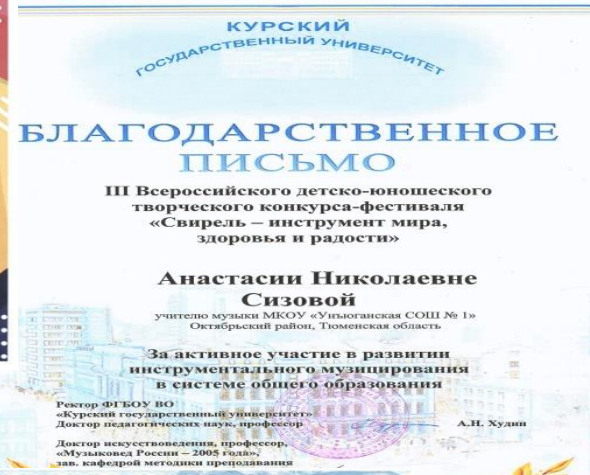 КУРСКИЙ
ГОСУДАРСТВЕННЫЙ УНИВЕРСИТЕТ
БЛАГОДАРСТВЕННОЕ
ПИСЬМО
III Всероссийского детско-юношеского
творческого конкурса-фестиваля
«Свирель – инструмент мира,
здоровья и радости»
Анастасии Николаевне
Сизовой
учителю музыки МКОУ «Унъюганская СОШ № 1»
Октябрьский район, Тюменская область
За активное участие в развитии
инструментального музицирования
в системе общего образования
Ректор ФГБОУ ВО
«Курский государственный университет»
Доктор педагогических наук, профессор
А.Н. Худин
Доктор искусствоведения, профессор,
«Музыковед России – 2005 года»,
зав. кафедрой методики преподавания